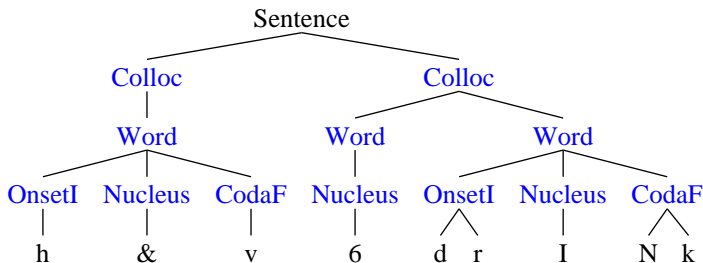 Sentence
Colloc Colloc
Word Word Word
OnsetI Nucleus CodaF Nucleus OnsetI Nucleus CodaF
h & v 6 d r I N k